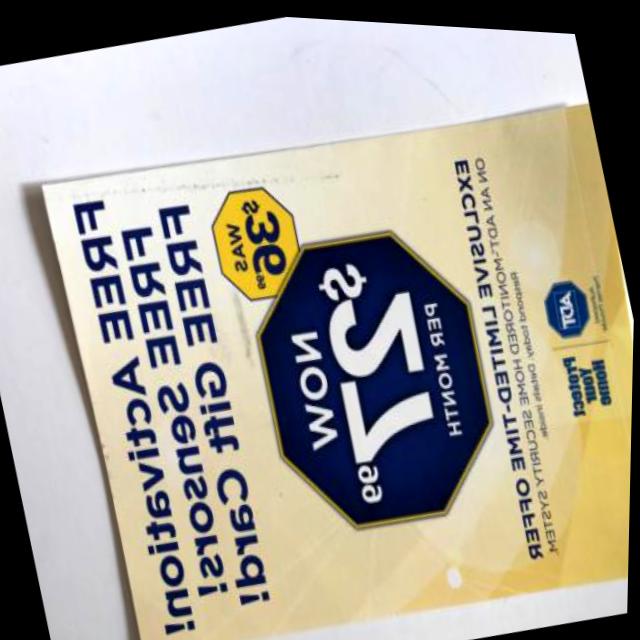 ADT
Protect
Your
Home
EXCLUSIVE LIMITED-TIME OFFER
ON AN ADT-MONITORED HOME SECURITY SYSTEM.
PER MONTH
$27.99
NOW
$39.99
WAS
FREE Gift Card!
FREE Sensors!
FREE Activation!